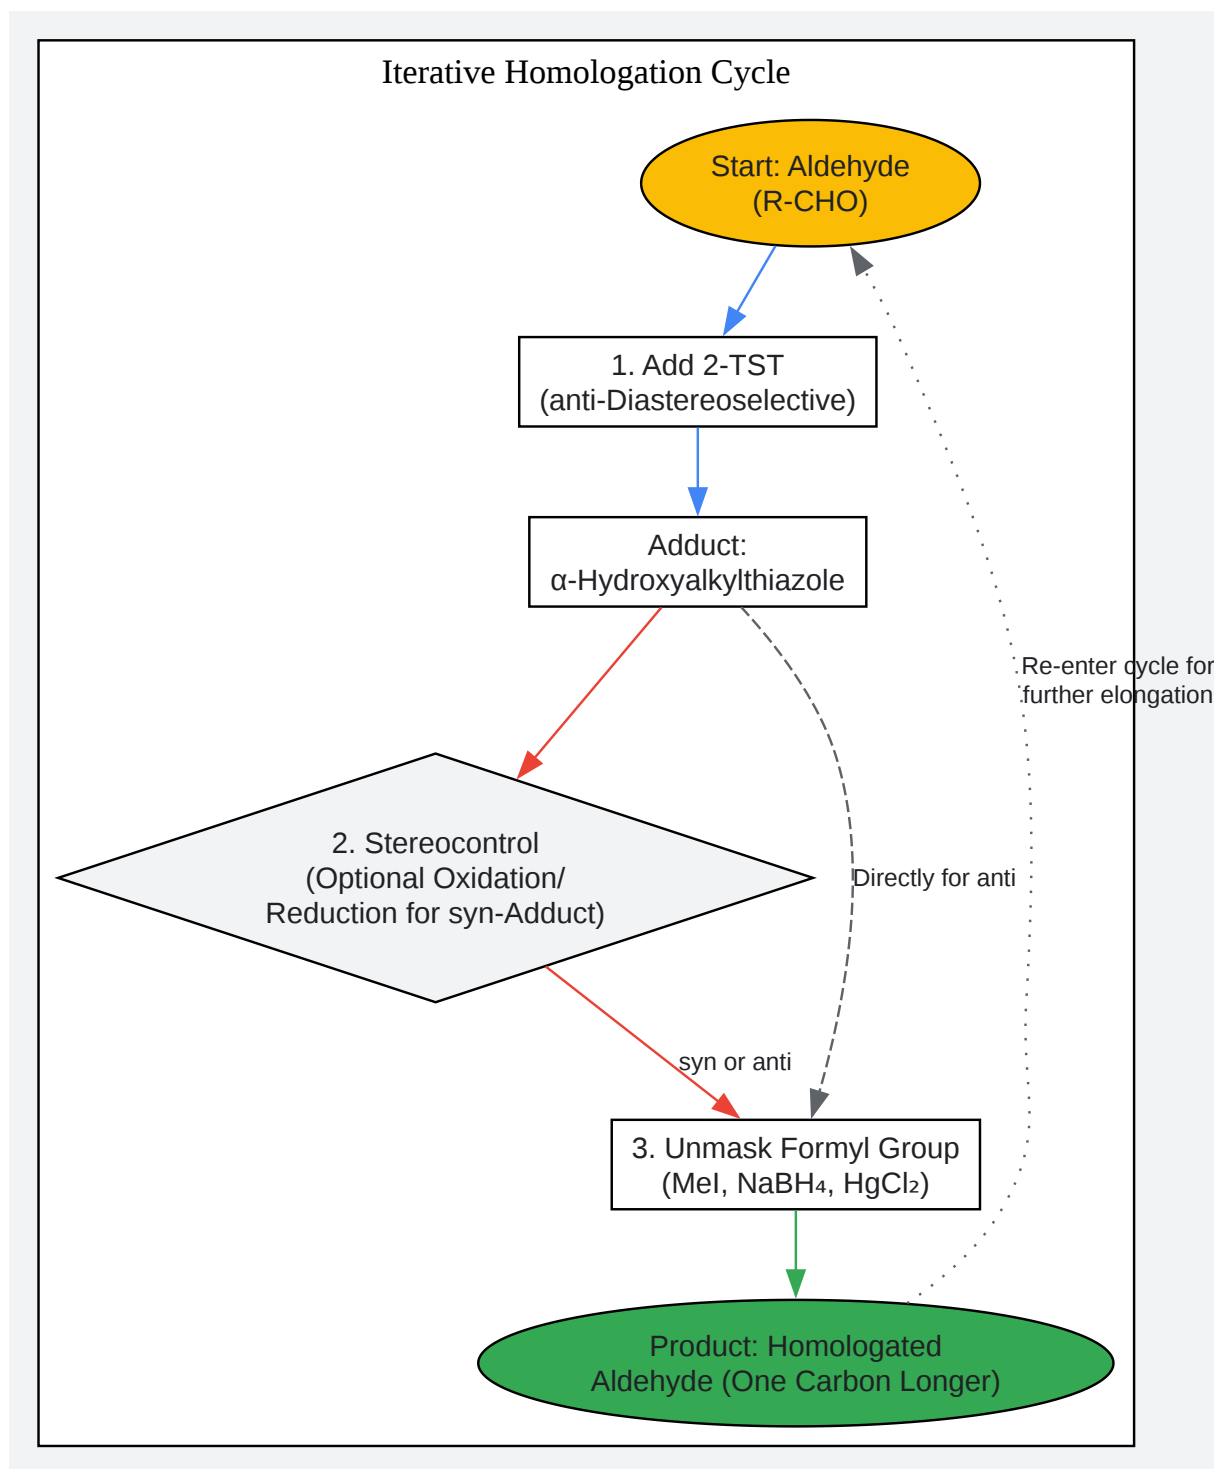 Iterative Homologation Cycle
Start: Aldehyde
(R-CHO)
1. Add 2-TST
(anti-Diastereoselective)
Adduct:
α-Hydroxyalkylthiazole
Re-enter cycle for
further elongation
2. Stereocontrol
(Optional Oxidation/
Reduction for syn-Adduct)
Directly for anti
syn or anti
3. Unmask Formyl Group
(MeI, NaBH₄, HgCl₂)
Product: Homologated
Aldehyde (One Carbon Longer)